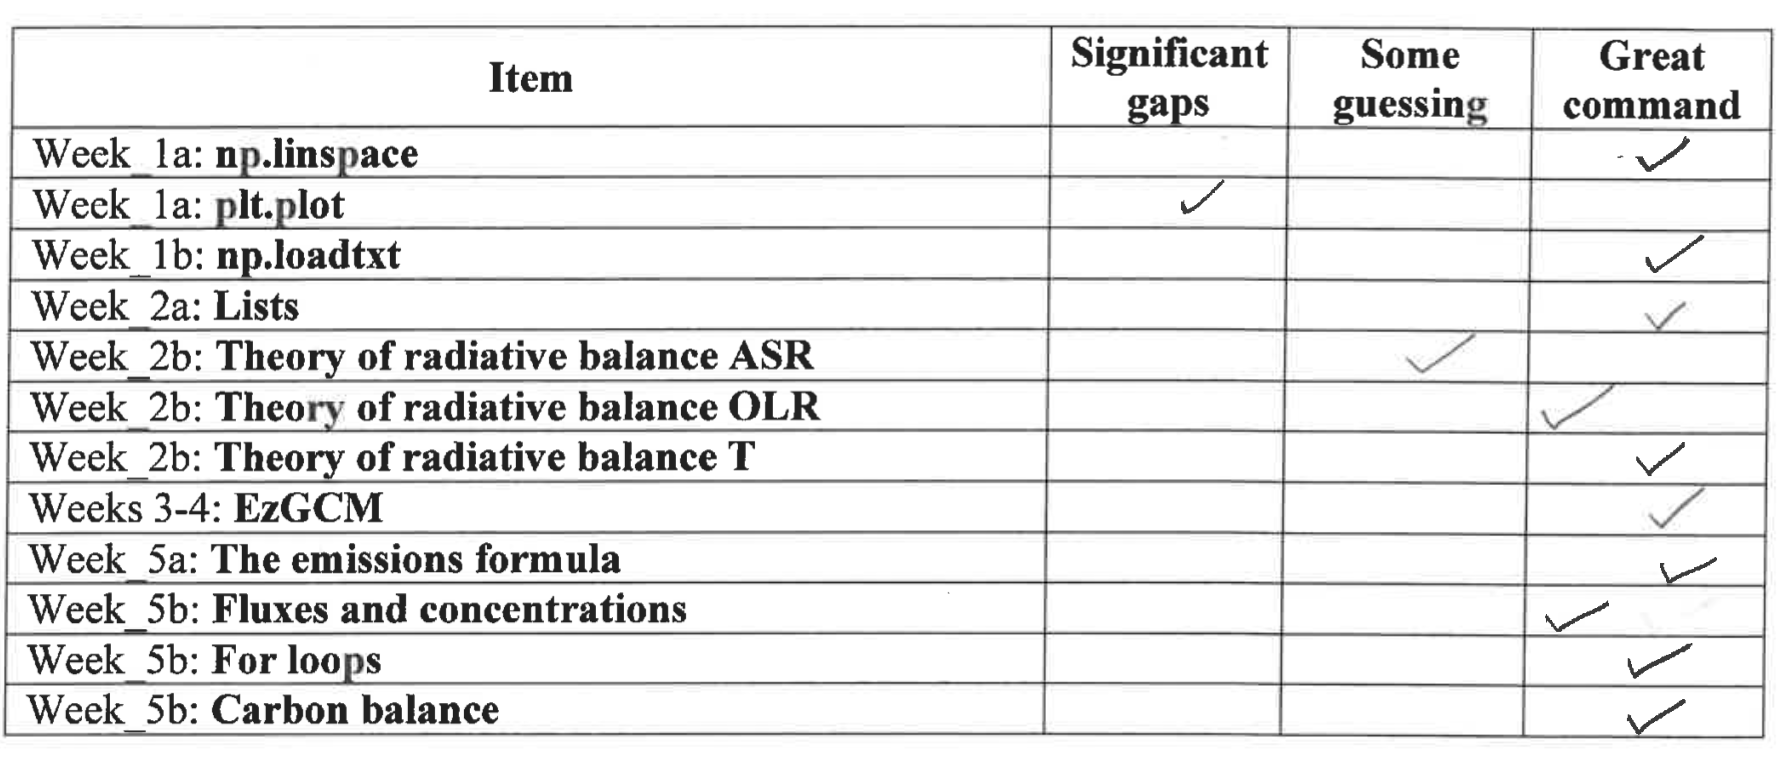 Item Significant gaps Some guessing Great command
Week_1a: np.linspace ✓
Week_1a: plt.plot ✓
Week_1b: np.loadtxt ✓
Week_2a: Lists ✓
Week_2b: Theory of radiative balance ASR ✓
Week_2b: Theory of radiative balance OLR ✓
Week_2b: Theory of radiative balance T ✓
Weeks 3-4: EzGCM ✓
Week_5a: The emissions formula ✓
Week_5b: Fluxes and concentrations ✓
Week_5b: For loops ✓
Week_5b: Carbon balance ✓